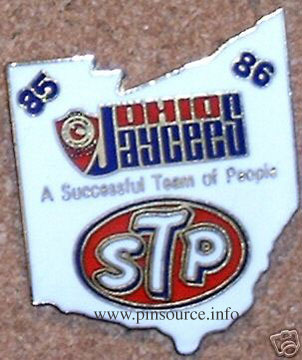 85 86
OHIO
Jaycees
A Successful Team of People
STP
www.pinsource.info